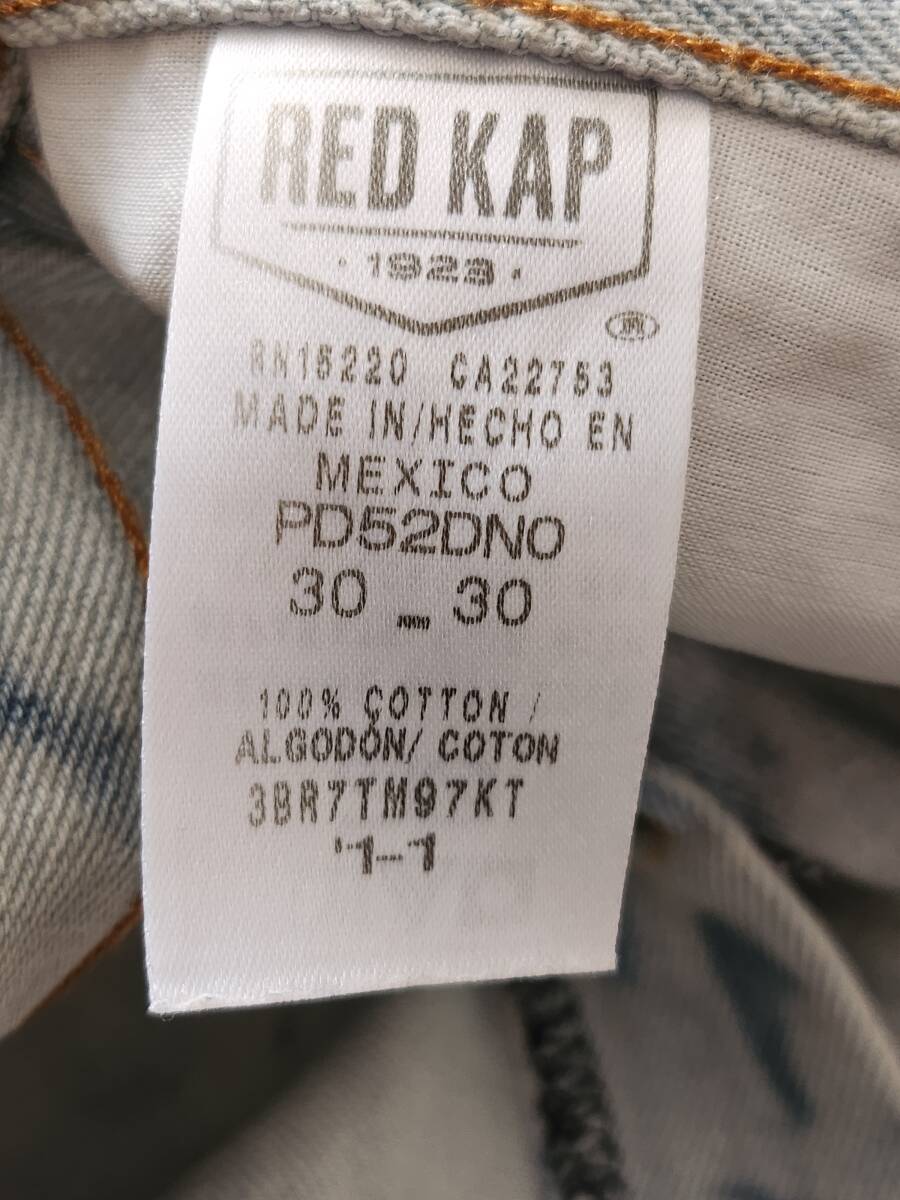 RED KAP
· 1923 ·
®
RN15220 CA22753
MADE IN/HECHO EN
MEXICO
PD52DNO
30 - 30
100% COTTON /
ALGODÓN/ COTON
3BR7TM97KT
'1-1